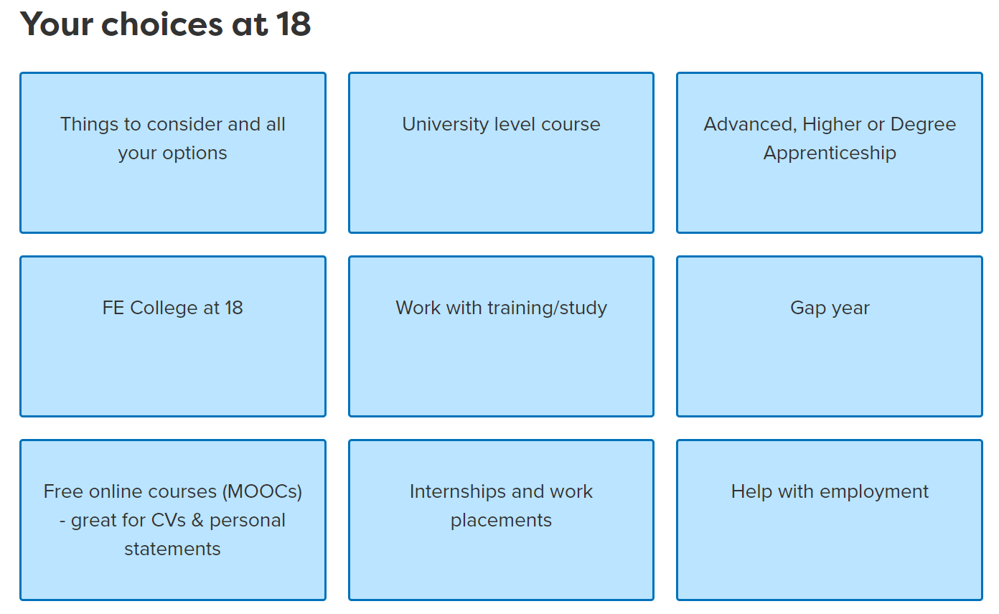 Your choices at 18
Things to consider and all
your options
University level course
Advanced, Higher or Degree
Apprenticeship
FE College at 18
Work with training/study
Gap year
Free online courses (MOOCs)
- great for CVs & personal
statements
Internships and work
placements
Help with employment